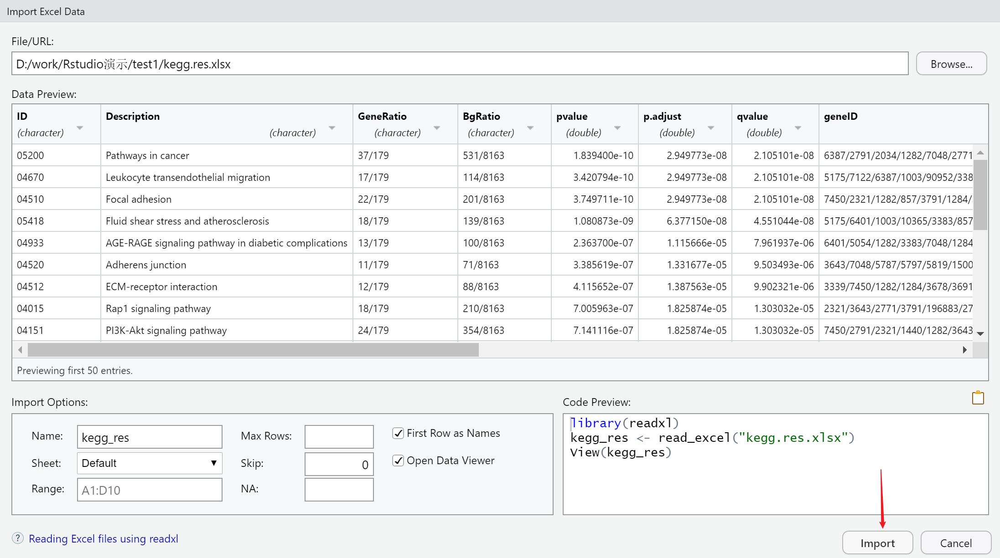 Import Excel Data
File/URL:
D:/work/Rstudio演示/test1/kegg.res.xlsx
Browse...
Data Preview:
ID Description GeneRatio BgRatio pvalue p.adjust qvalue geneID
(character) (character) (character) (character) (double) (double) (double)
05200 Pathways in cancer 37/179 531/8163 1.839400e-10 2.949773e-08 2.105101e-08 6387/2791/2034/1282/7048/2771
04670 Leukocyte transendothelial migration 17/179 114/8163 3.420794e-10 2.949773e-08 2.105101e-08 5175/7122/6387/1003/90952/338
04510 Focal adhesion 22/179 201/8163 3.749711e-10 2.949773e-08 2.105101e-08 7450/2321/1282/857/3791/1284/
05418 Fluid shear stress and atherosclerosis 18/179 139/8163 1.080873e-09 6.377150e-08 4.551044e-08 5175/6401/1003/10365/3383/857
04933 AGE-RAGE signaling pathway in diabetic complications 13/179 100/8163 2.363700e-07 1.115666e-05 7.961937e-06 6401/5054/1282/3383/7048/1284
04520 Adherens junction 11/179 71/8163 3.385619e-07 1.331677e-05 9.503493e-06 3643/7048/5787/5797/5819/1500
04512 ECM-receptor interaction 12/179 88/8163 4.115652e-07 1.387563e-05 9.902321e-06 3339/7450/1282/1284/3678/3691
04015 Rap1 signaling pathway 18/179 210/8163 7.005963e-07 1.825874e-05 1.303032e-05 2321/3643/2771/3791/196883/27
04151 PI3K-Akt signaling pathway 24/179 354/8163 7.141116e-07 1.825874e-05 1.303032e-05 7450/2791/2321/1440/1282/3643
Previewing first 50 entries.
Import Options:
Name: kegg_res Max Rows: First Row as Names
Sheet: Default Skip: 0 Open Data Viewer
Range: A1:D10 NA:
Code Preview:
library(readxl)
kegg_res <- read_excel("kegg.res.xlsx")
View(kegg_res)
? Reading Excel files using readxl
Import Cancel